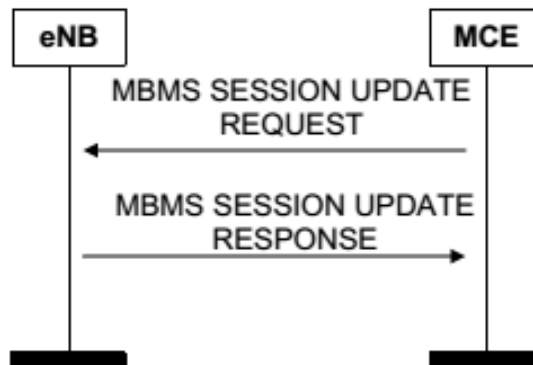 eNB MCE
MBMS SESSION UPDATE
REQUEST
MBMS SESSION UPDATE
RESPONSE